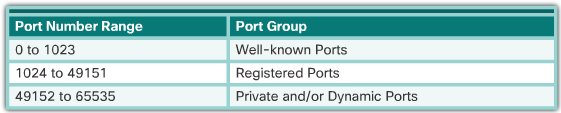 Port Number Range Port Group
0 to 1023 Well-known Ports
1024 to 49151 Registered Ports
49152 to 65535 Private and/or Dynamic Ports